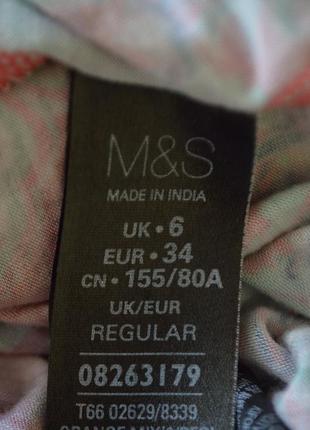 M&S
MADE IN INDIA
UK • 6
EUR • 34
CN • 155/80A
UK/EUR
REGULAR
08263179
T66 02629/8339